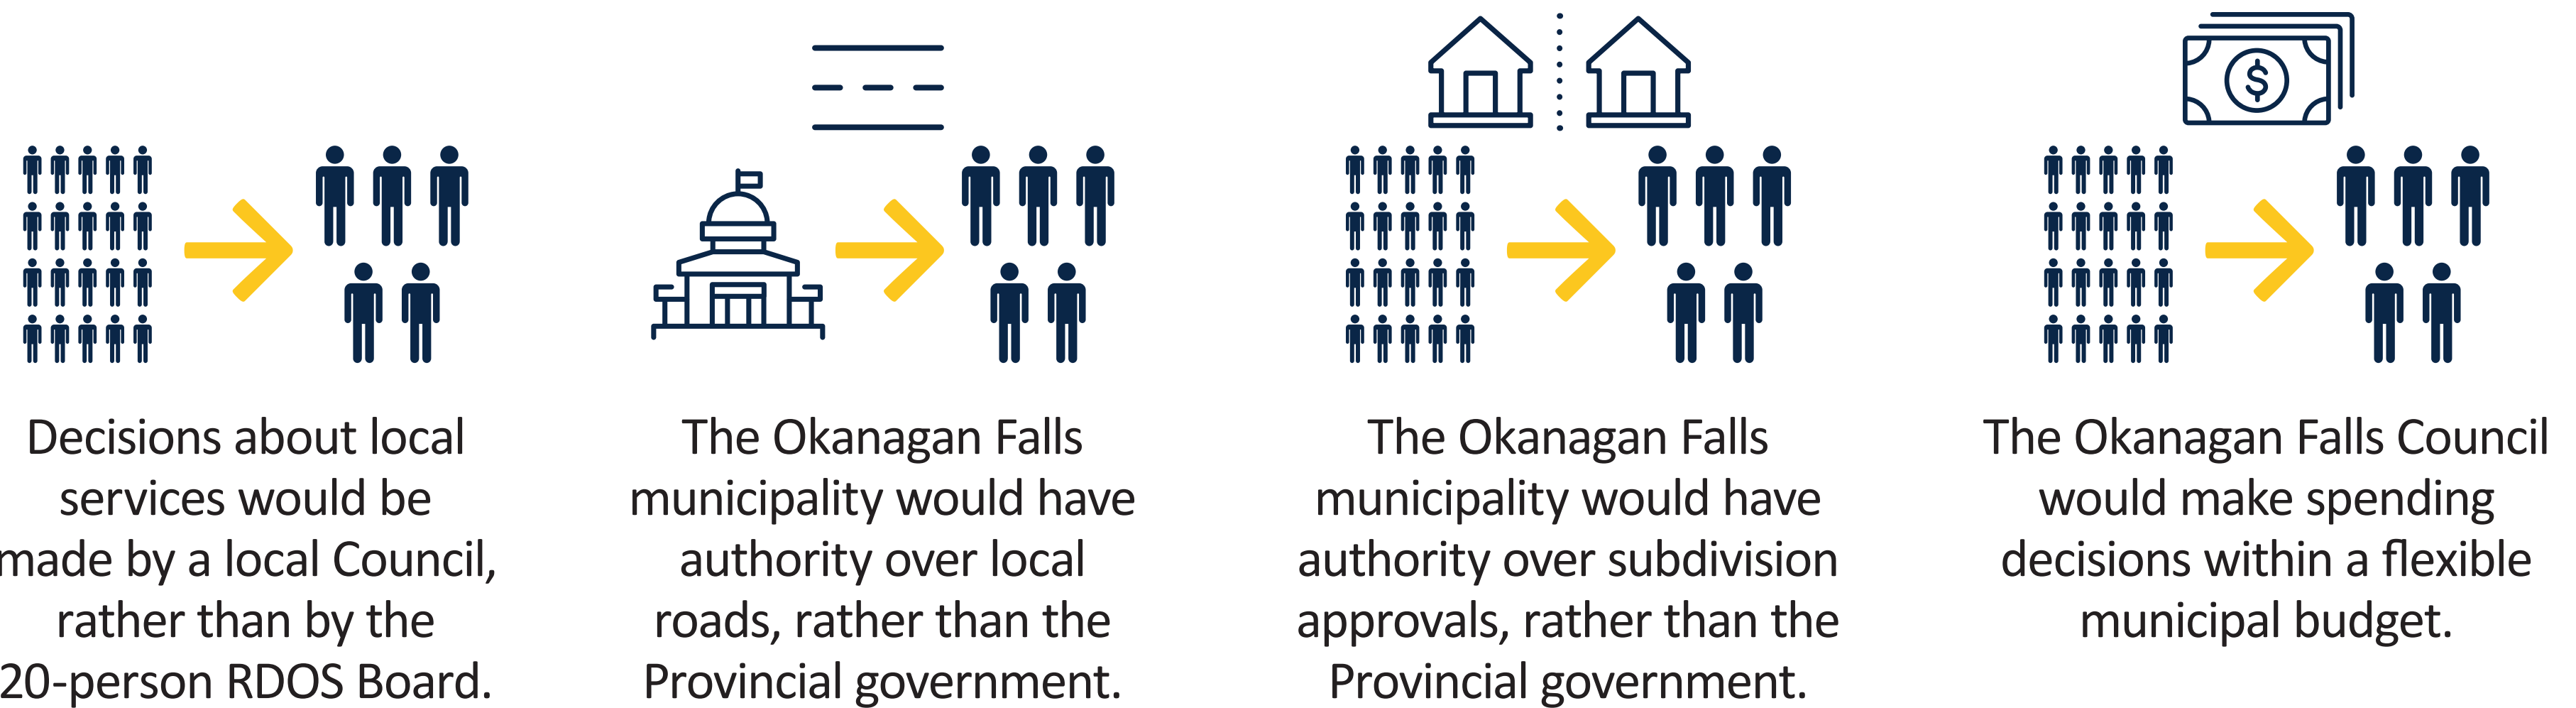 Decisions about local
services would be
made by a local Council,
rather than by the
20-person RDOS Board.
The Okanagan Falls
municipality would have
authority over local
roads, rather than the
Provincial government.
The Okanagan Falls
municipality would have
authority over subdivision
approvals, rather than the
Provincial government.
The Okanagan Falls Council
would make spending
decisions within a flexible
municipal budget.
$